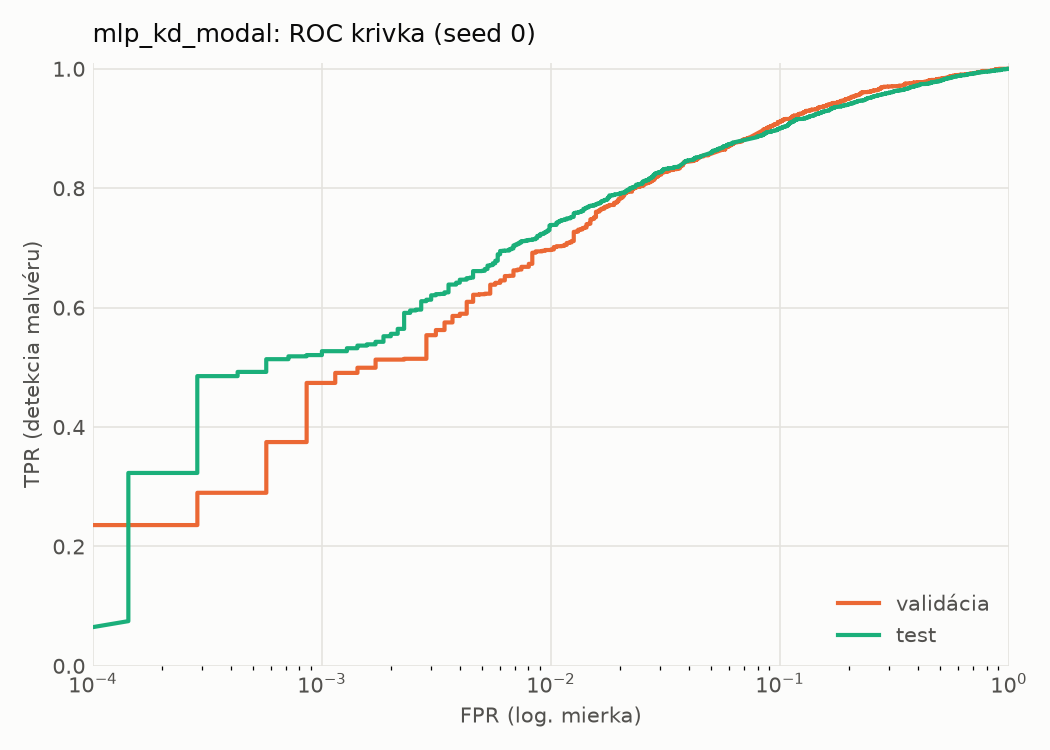 mlp_kd_modal: ROC krivka (seed 0)
TPR (detekcia malvéru)
1.0
0.8
0.6
0.4
0.2
0.0
10⁻⁴
10⁻³
10⁻²
10⁻¹
10⁰
FPR (log. mierka)
validácia
test